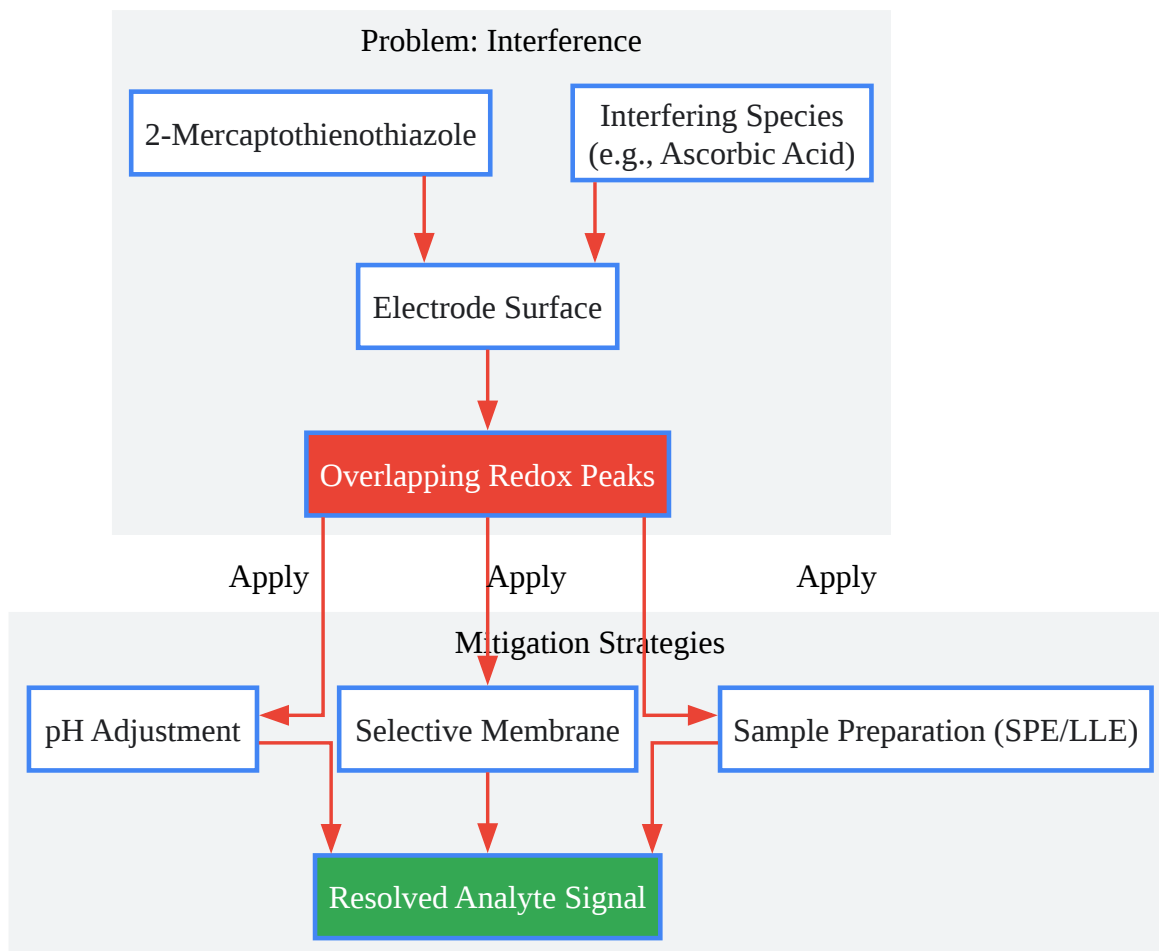 Problem: Interference
2-Mercaptothienothiazole
Interfering Species
(e.g., Ascorbic Acid)
Electrode Surface
Overlapping Redox Peaks
Apply
Apply
Apply
Mitigation Strategies
pH Adjustment
Selective Membrane
Sample Preparation (SPE/LLE)
Resolved Analyte Signal